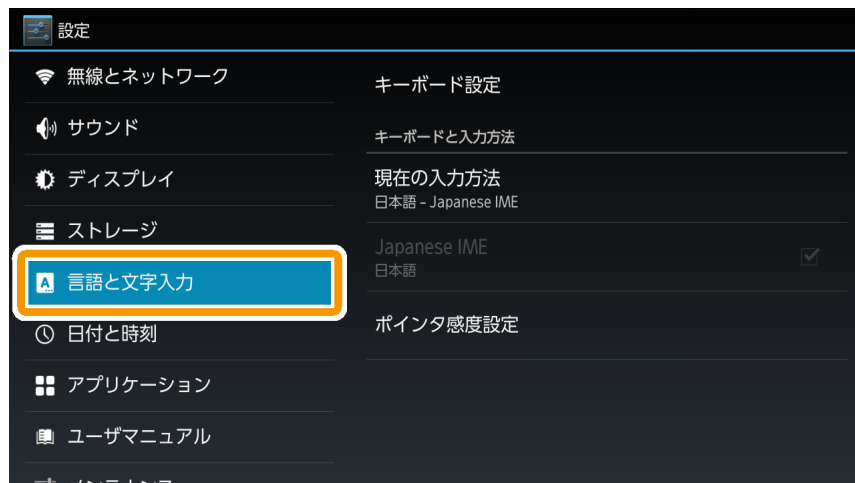 設定
無線とネットワーク
サウンド
ディスプレイ
ストレージ
言語と文字入力
日付と時刻
アプリケーション
ユーザマニュアル
キーボード設定
キーボードと入力方法
現在の入力方法
日本語 – Japanese IME
Japanese IME
日本語
ポインタ感度設定